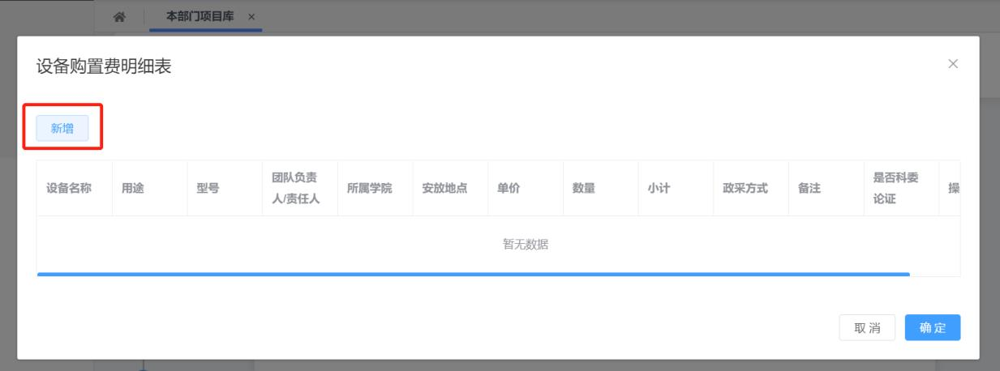 本部门项目库 ×
设备购置费明细表
新增
设备名称 用途 型号 团队负责人/责任人 所属学院 安放地点 单价 数量 小计 政采方式 备注 是否科委论证 操
暂无数据
取消 确定